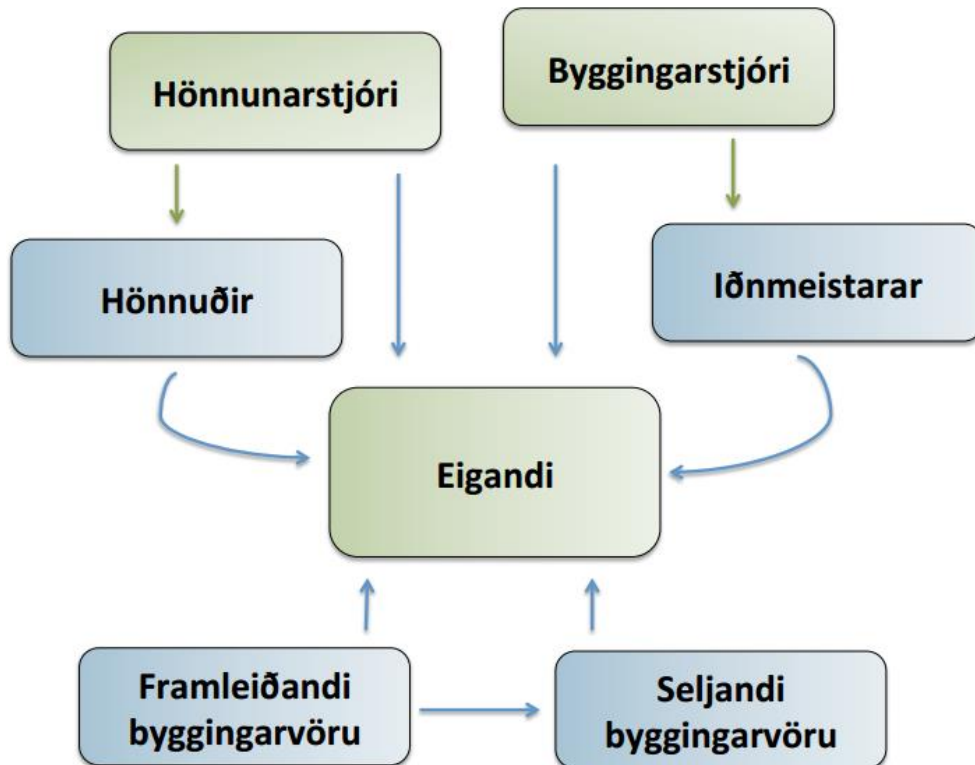 Hönnunarstjóri
Byggingarstjóri
Hönnuðir
Iðnmeistarar
Eigandi
Framleiðandi
byggingarvöru
Seljandi
byggingarvöru